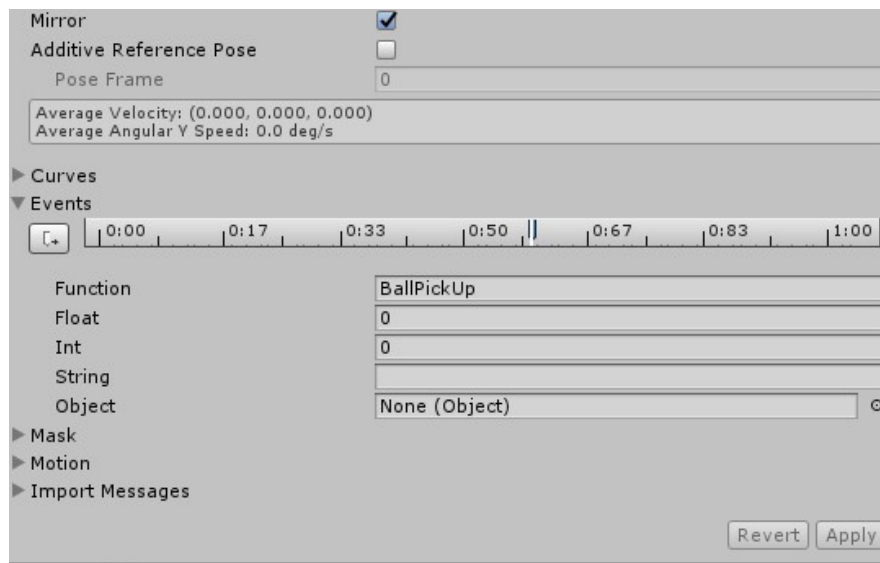 Mirror
Additive Reference Pose
Pose Frame 0
Average Velocity: (0.000, 0.000, 0.000)
Average Angular Y Speed: 0.0 deg/s
Curves
Events
0:00 0:17 0:33 0:50 0:67 0:83 1:00
Function BallPickUp
Float 0
Int 0
String
Object None (Object)
Mask
Motion
Import Messages
Revert Apply